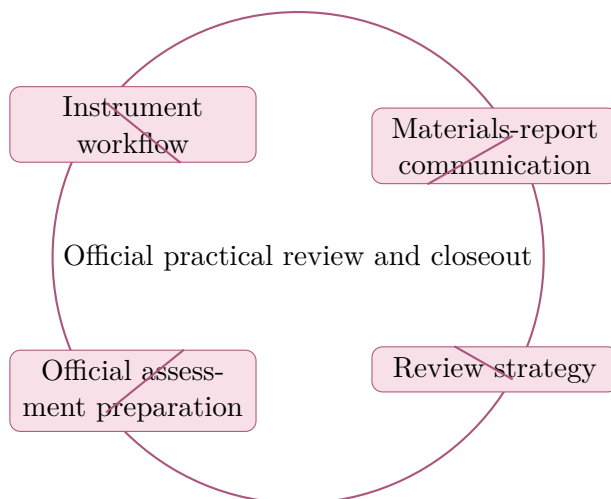 Instrument
workflow
Materials-report
communication
Official practical review and closeout
Official assess-
ment preparation
Review strategy